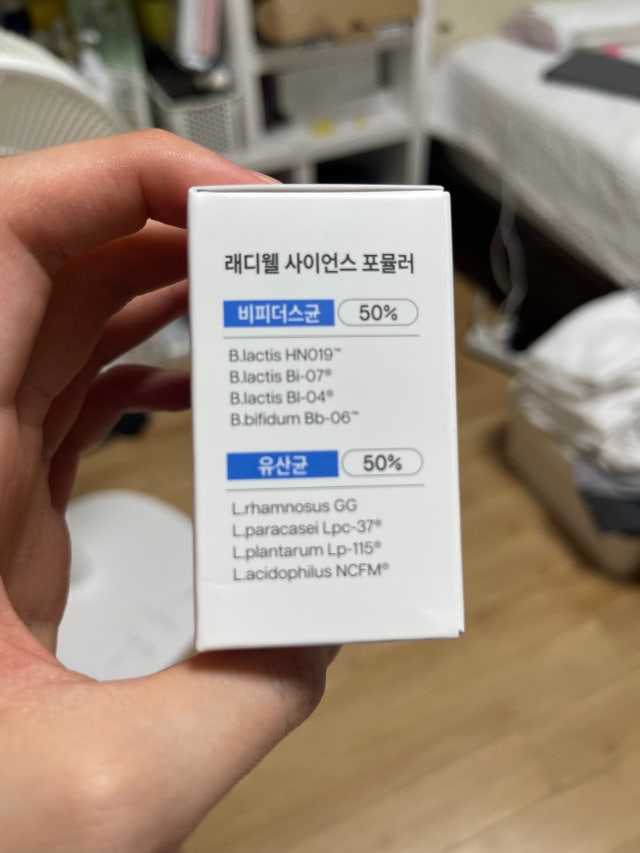 래디웰 사이언스 포뮬러
비피더스균 50%
B.lactis HN019™
B.lactis Bi-07®
B.lactis Bl-04®
B.bifidum Bb-06™
유산균 50%
L.rhamnosus GG
L.paracasei Lpc-37®
L.plantarum Lp-115®
L.acidophilus NCFM®